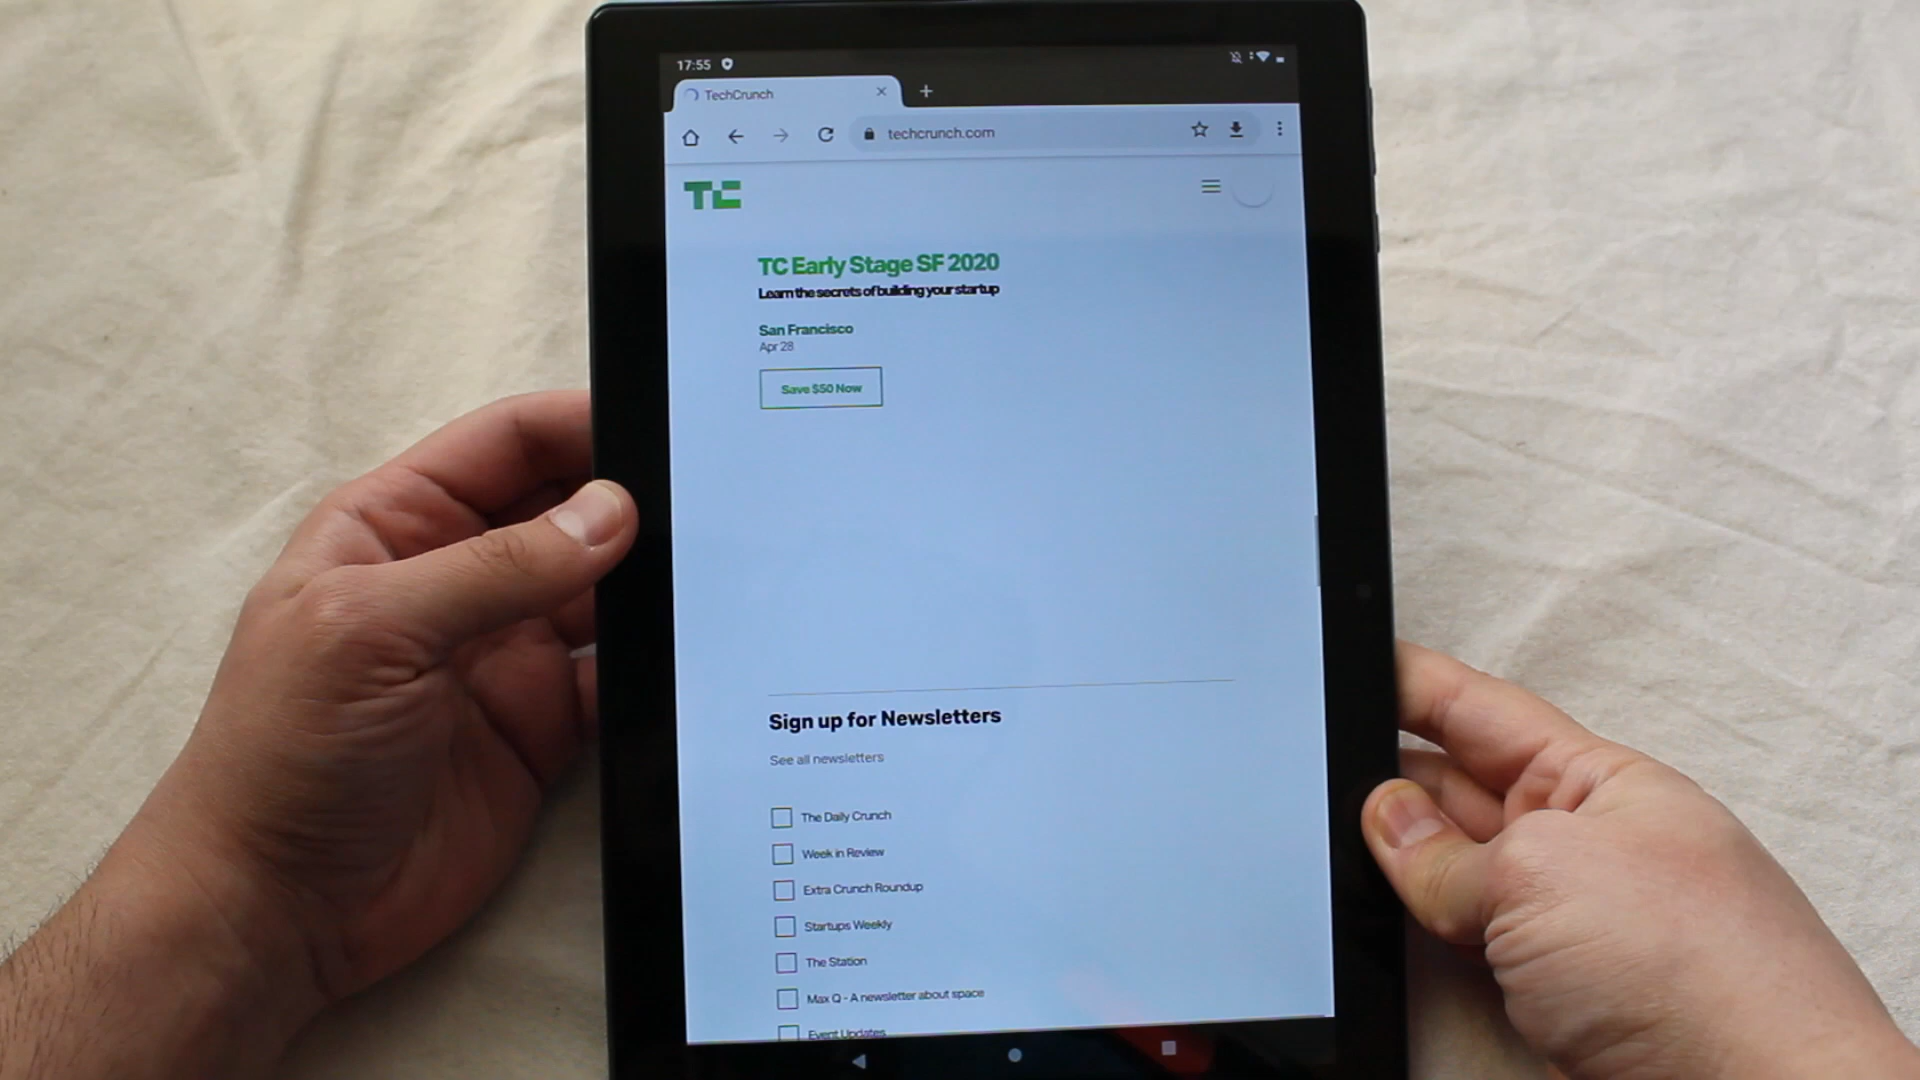 17:55
TechCrunch
techcrunch.com
TC
TC Early Stage SF 2020
Learn the secrets of building your startup
San Francisco
Apr 28
Save $50 Now
Sign up for Newsletters
See all newsletters
The Daily Crunch
Week in Review
Extra Crunch Roundup
Startups Weekly
The Station
Max Q - A newsletter about space
Event Updates